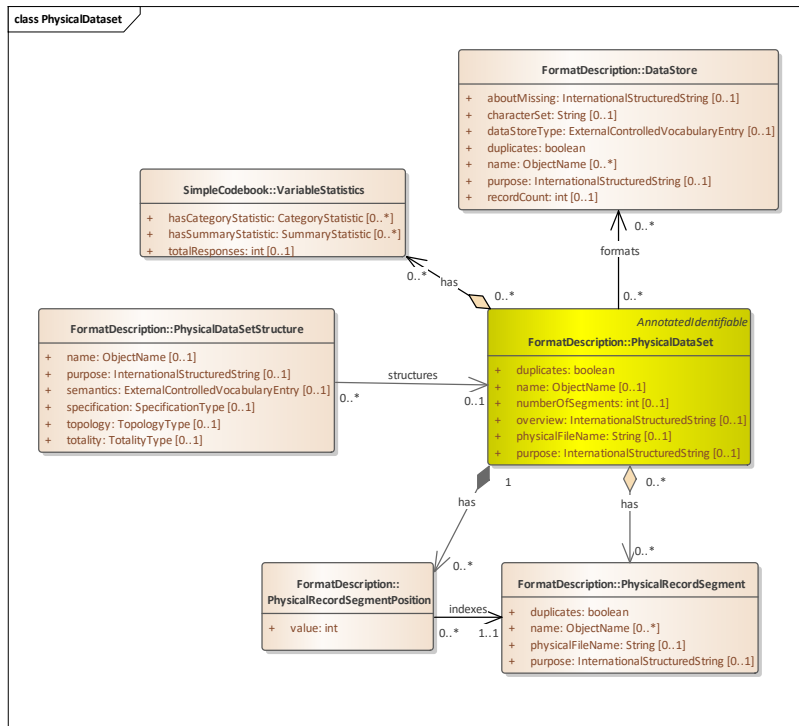 class PhysicalDataset
FormatDescription::DataStore
+ aboutMissing: InternationalStructuredString [0..1]
+ characterSet: String [0..1]
+ dataStoreType: ExternalControlledVocabularyEntry [0..1]
+ duplicates: boolean
+ name: ObjectName [0..*]
+ purpose: InternationalStructuredString [0..1]
+ recordCount: int [0..1]
SimpleCodebook::VariableStatistics
+ hasCategoryStatistic: CategoryStatistic [0..*]
+ hasSummaryStatistic: SummaryStatistic [0..*]
+ totalResponses: int [0..1]
0..*
formats
0..*
0..*
has
0..*
FormatDescription::PhysicalDataSetStructure
+ name: ObjectName [0..1]
+ purpose: InternationalStructuredString [0..1]
+ semantics: ExternalControlledVocabularyEntry [0..1]
+ specification: SpecificationType [0..1]
+ topology: TopologyType [0..1]
+ totality: TotalityType [0..1]
structures
0..*
0..1
AnnotatedIdentifiable
FormatDescription::PhysicalDataSet
+ duplicates: boolean
+ name: ObjectName [0..1]
+ numberOfSegments: int [0..1]
+ overview: InternationalStructuredString [0..1]
+ physicalFileName: String [0..1]
+ purpose: InternationalStructuredString [0..1]
1
has
0..*
0..*
has
0..*
FormatDescription::
PhysicalRecordSegmentPosition
+ value: int
indexes
0..*
1..1
FormatDescription::PhysicalRecordSegment
+ duplicates: boolean
+ name: ObjectName [0..*]
+ physicalFileName: String [0..1]
+ purpose: InternationalStructuredString [0..1]